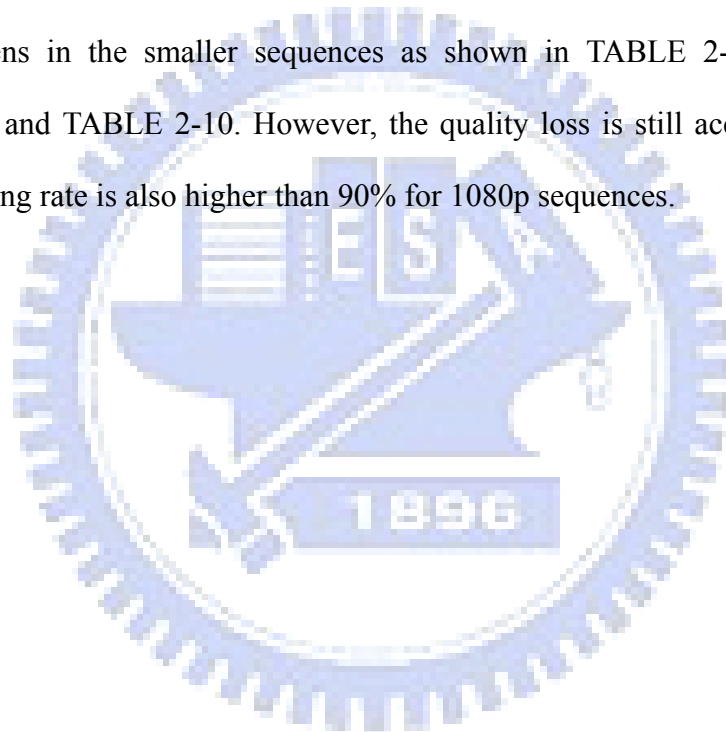 ens in the smaller sequences as shown in TABLE 2-
and TABLE 2-10. However, the quality loss is still acc
ng rate is also higher than 90% for 1080p sequences.
E S A
1896